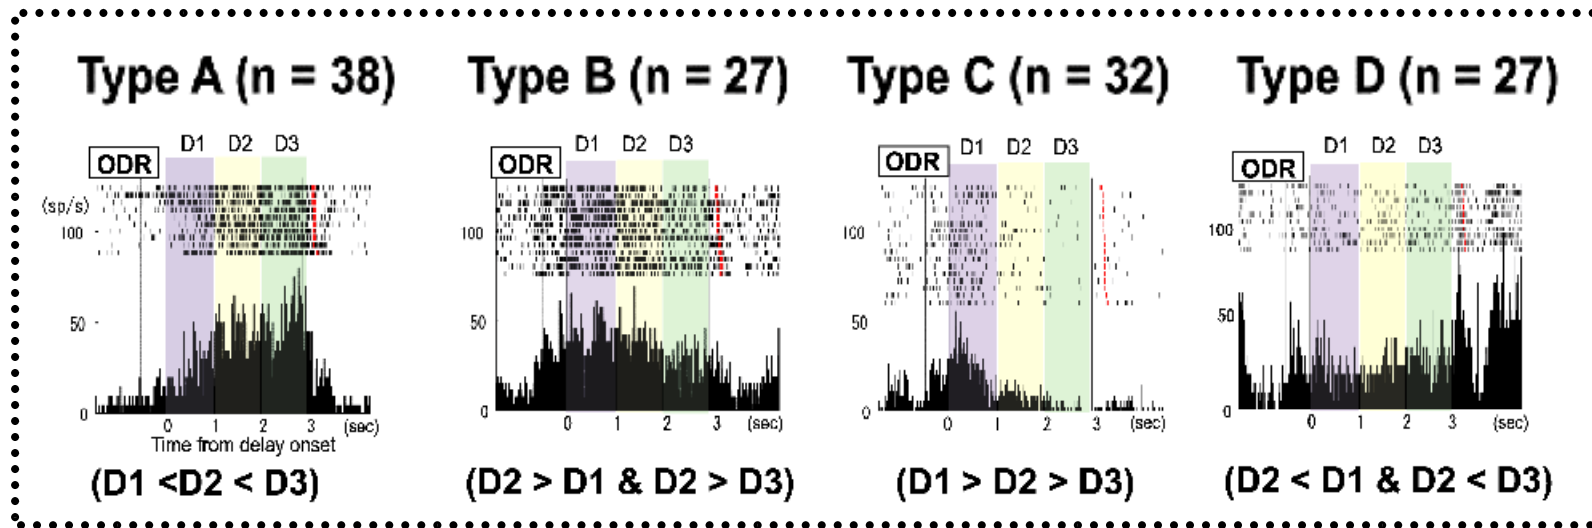 Type A (n = 38)
D1 D2 D3
ODR
(sp/s)
100
50
0
0 1 2 3 (sec)
Time from delay onset
(D1 <D2 < D3)
Type B (n = 27)
D1 D2 D3
ODR
100
50
0
0 1 2 3 (sec)
(D2 > D1 & D2 > D3)
Type C (n = 32)
D1 D2 D3
ODR
100
50
0
0 1 2 3 (sec)
(D1 > D2 > D3)
Type D (n = 27)
D1 D2 D3
ODR
100
50
0
0 1 2 3 (sec)
(D2 < D1 & D2 < D3)